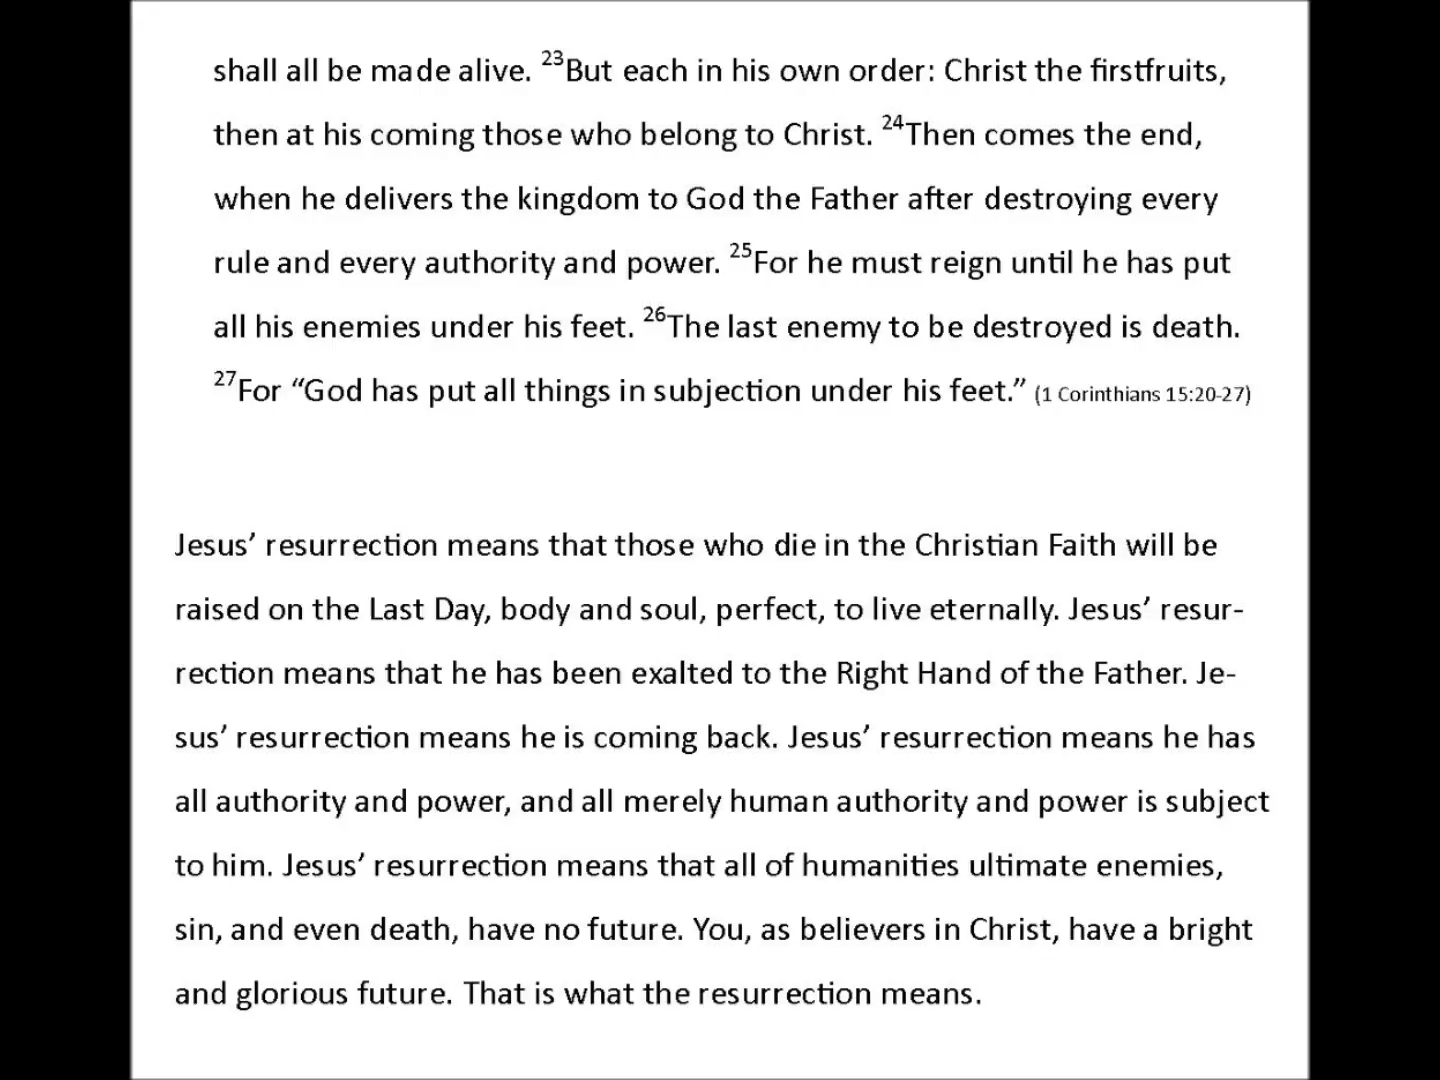 shall all be made alive. 23But each in his own order: Christ the firstfruits,
then at his coming those who belong to Christ. 24Then comes the end,
when he delivers the kingdom to God the Father after destroying every
rule and every authority and power. 25For he must reign until he has put
all his enemies under his feet. 26The last enemy to be destroyed is death.
27For “God has put all things in subjection under his feet.” (1 Corinthians 15:20-27)
Jesus’ resurrection means that those who die in the Christian Faith will be
raised on the Last Day, body and soul, perfect, to live eternally. Jesus’ resur-
rection means that he has been exalted to the Right Hand of the Father. Je-
sus’ resurrection means he is coming back. Jesus’ resurrection means he has
all authority and power, and all merely human authority and power is subject
to him. Jesus’ resurrection means that all of humanities ultimate enemies,
sin, and even death, have no future. You, as believers in Christ, have a bright
and glorious future. That is what the resurrection means.